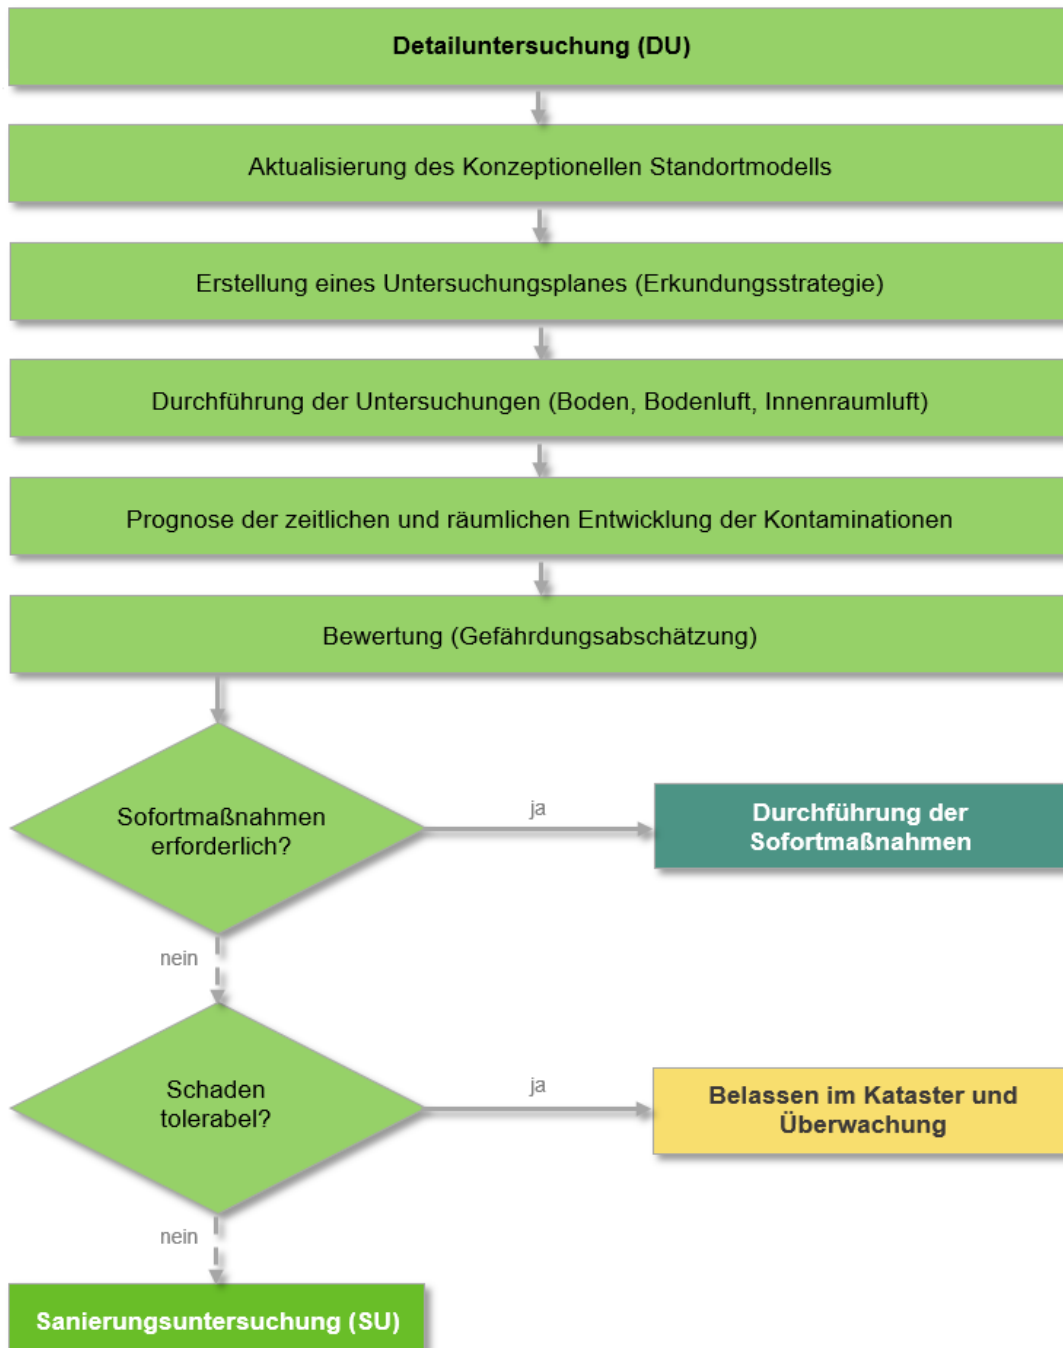 Detailuntersuchung (DU)
Aktualisierung des Konzeptionellen Standortmodells
Erstellung eines Untersuchungsplanes (Erkundungsstrategie)
Durchführung der Untersuchungen (Boden, Bodenluft, Innenraumluft)
Prognose der zeitlichen und räumlichen Entwicklung der Kontaminationen
Bewertung (Gefährdungsabschätzung)
Sofortmaßnahmen
erforderlich?
ja
Durchführung der
Sofortmaßnahmen
nein
Schaden
tolerabel?
ja
Belassen im Kataster und
Überwachung
nein
Sanierungsuntersuchung (SU)